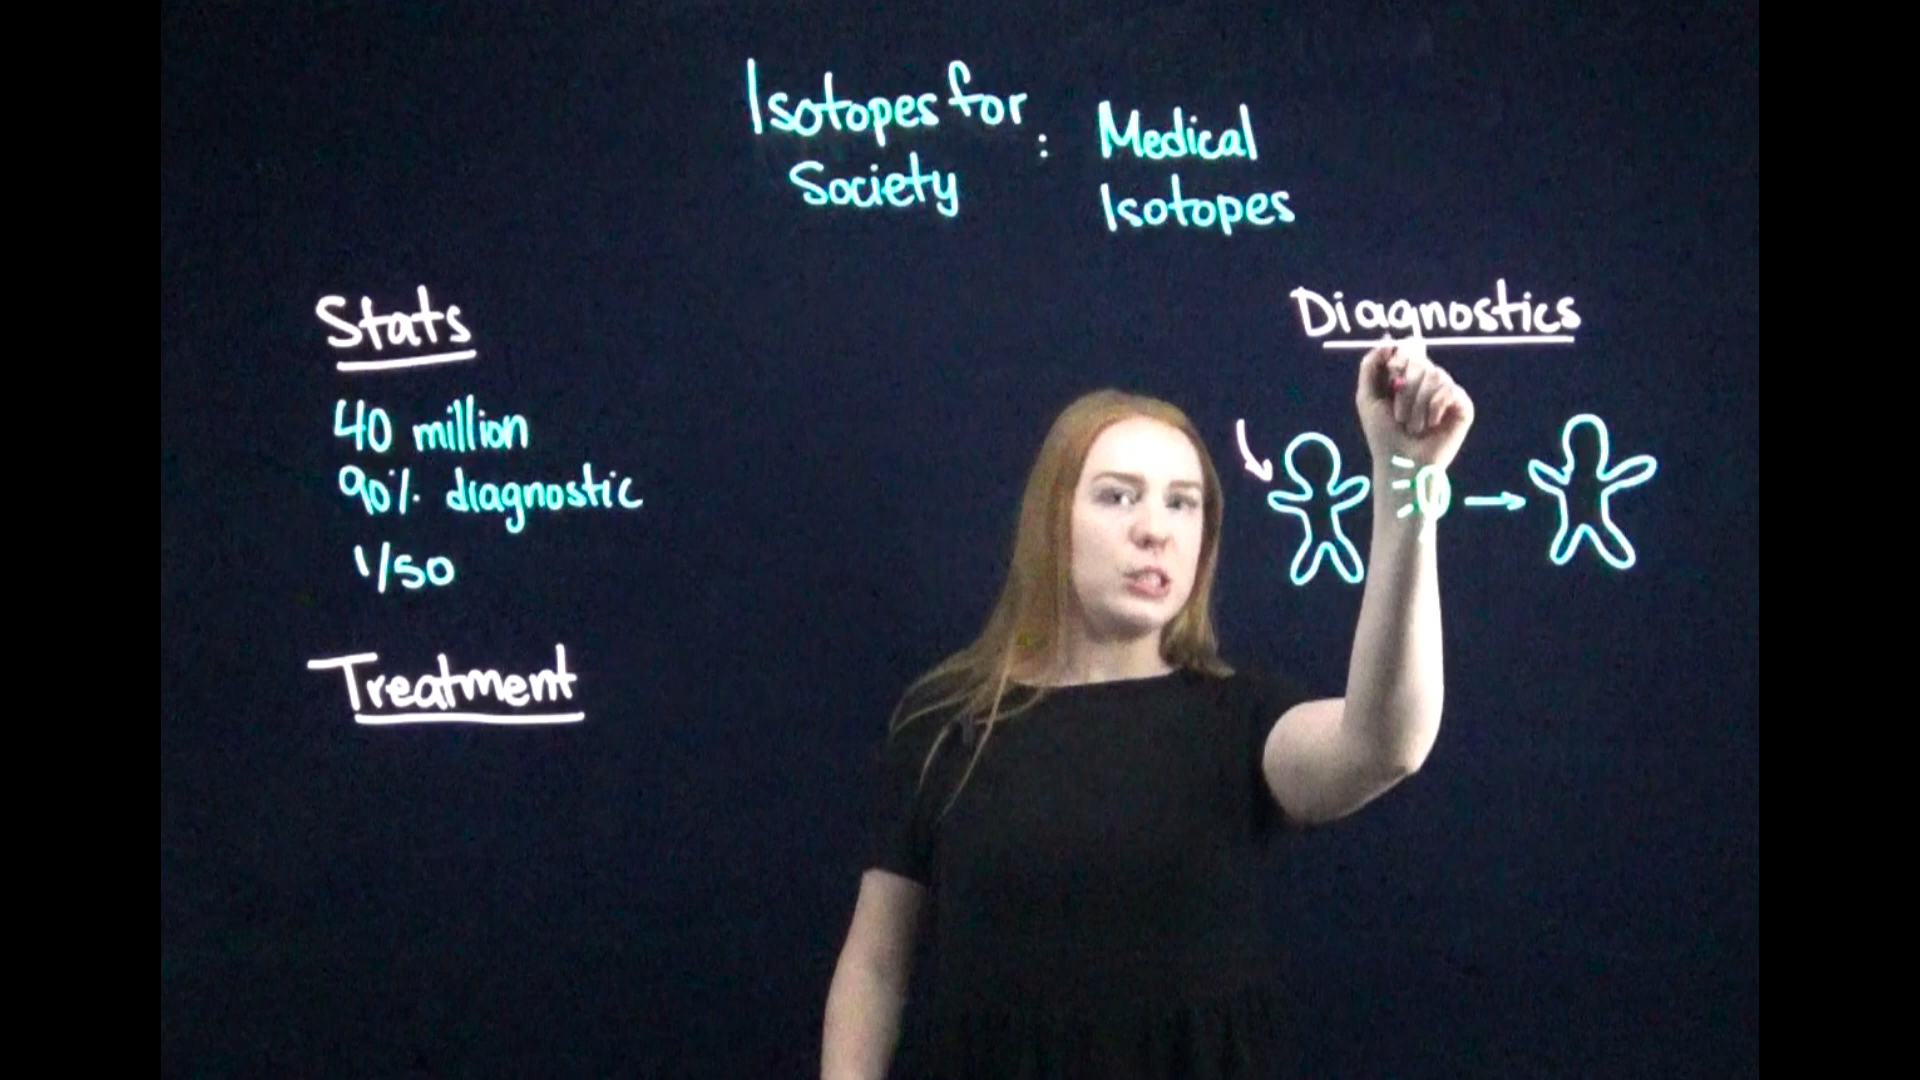 Isotopes for
Society
: Medical
Isotopes
Stats
40 million
90% diagnostic
1/50
Treatment
Diagnostics